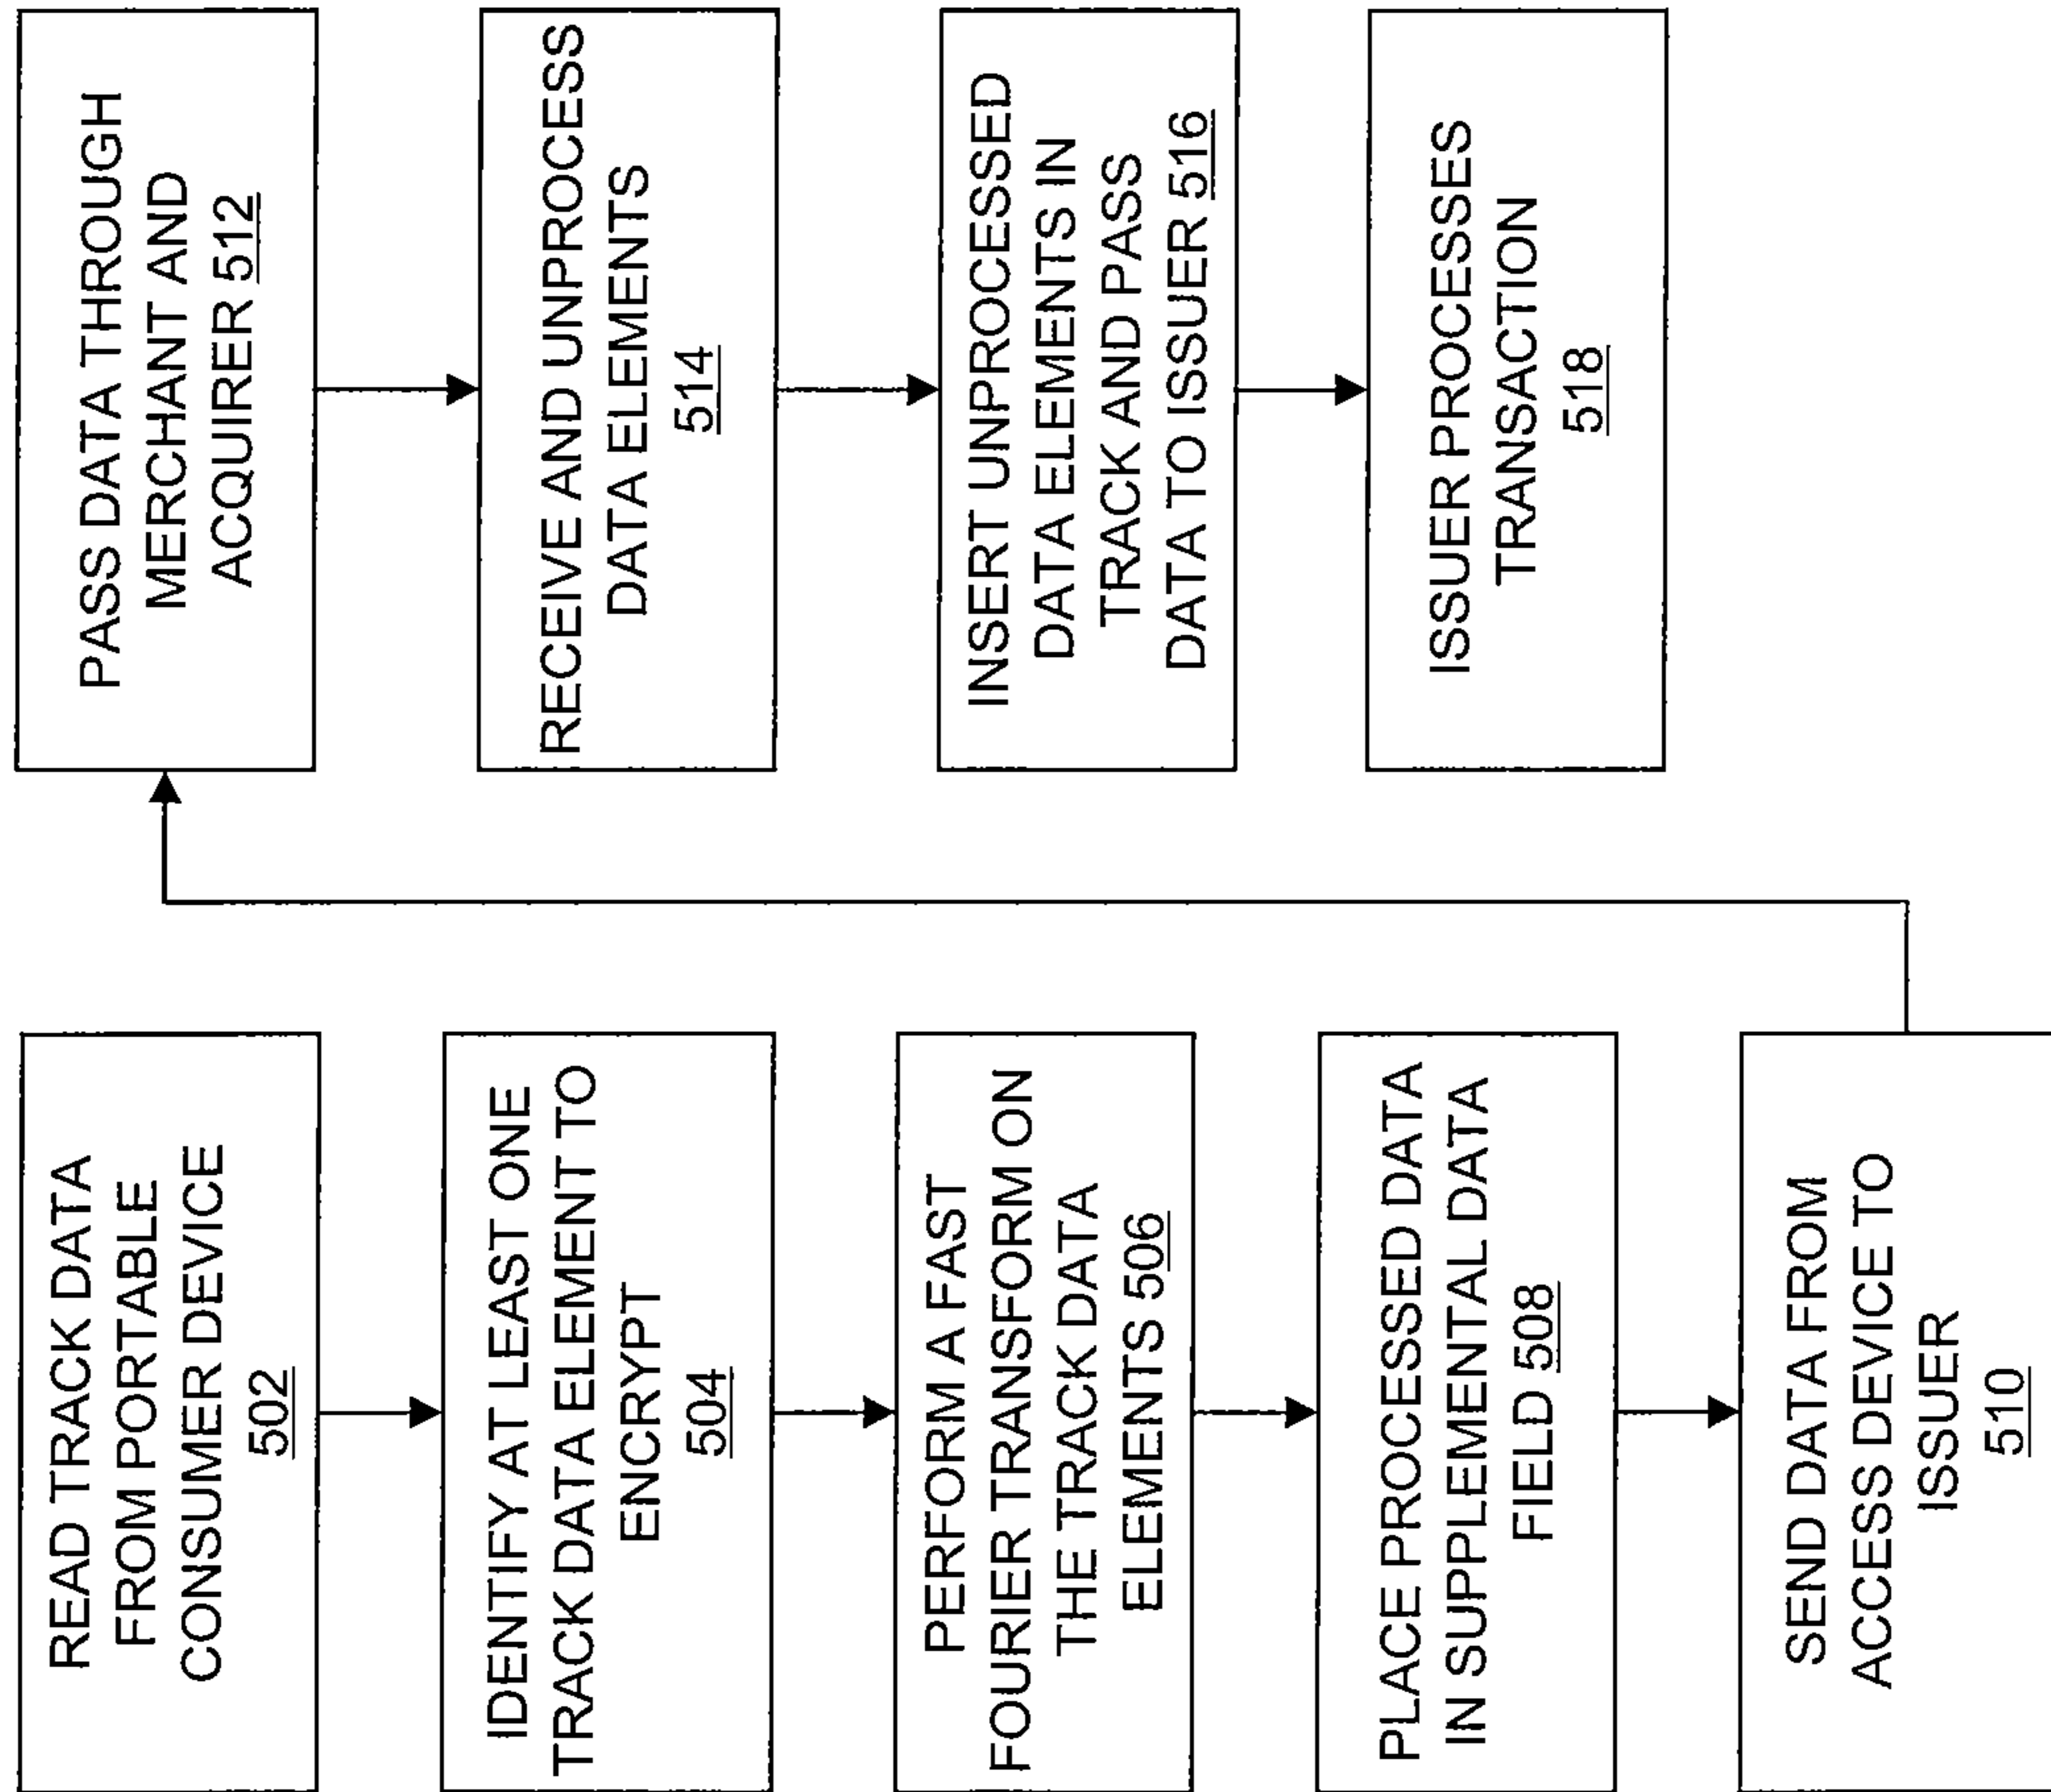 READ TRACK DATA
FROM PORTABLE
CONSUMER DEVICE
502
IDENTIFY AT LEAST ONE
TRACK DATA ELEMENT TO
ENCRYPT
504
PERFORM A FAST
FOURIER TRANSFORM ON
THE TRACK DATA
ELEMENTS 506
PLACE PROCESSED DATA
IN SUPPLEMENTAL DATA
FIELD 508
SEND DATA FROM
ACCESS DEVICE TO
ISSUER
510
PASS DATA THROUGH
MERCHANT AND
ACQUIRER 512
RECEIVE AND UNPROCESS
DATA ELEMENTS
514
INSERT UNPROCESSED
DATA ELEMENTS IN
TRACK AND PASS
DATA TO ISSUER 516
ISSUER PROCESSES
TRANSACTION
518